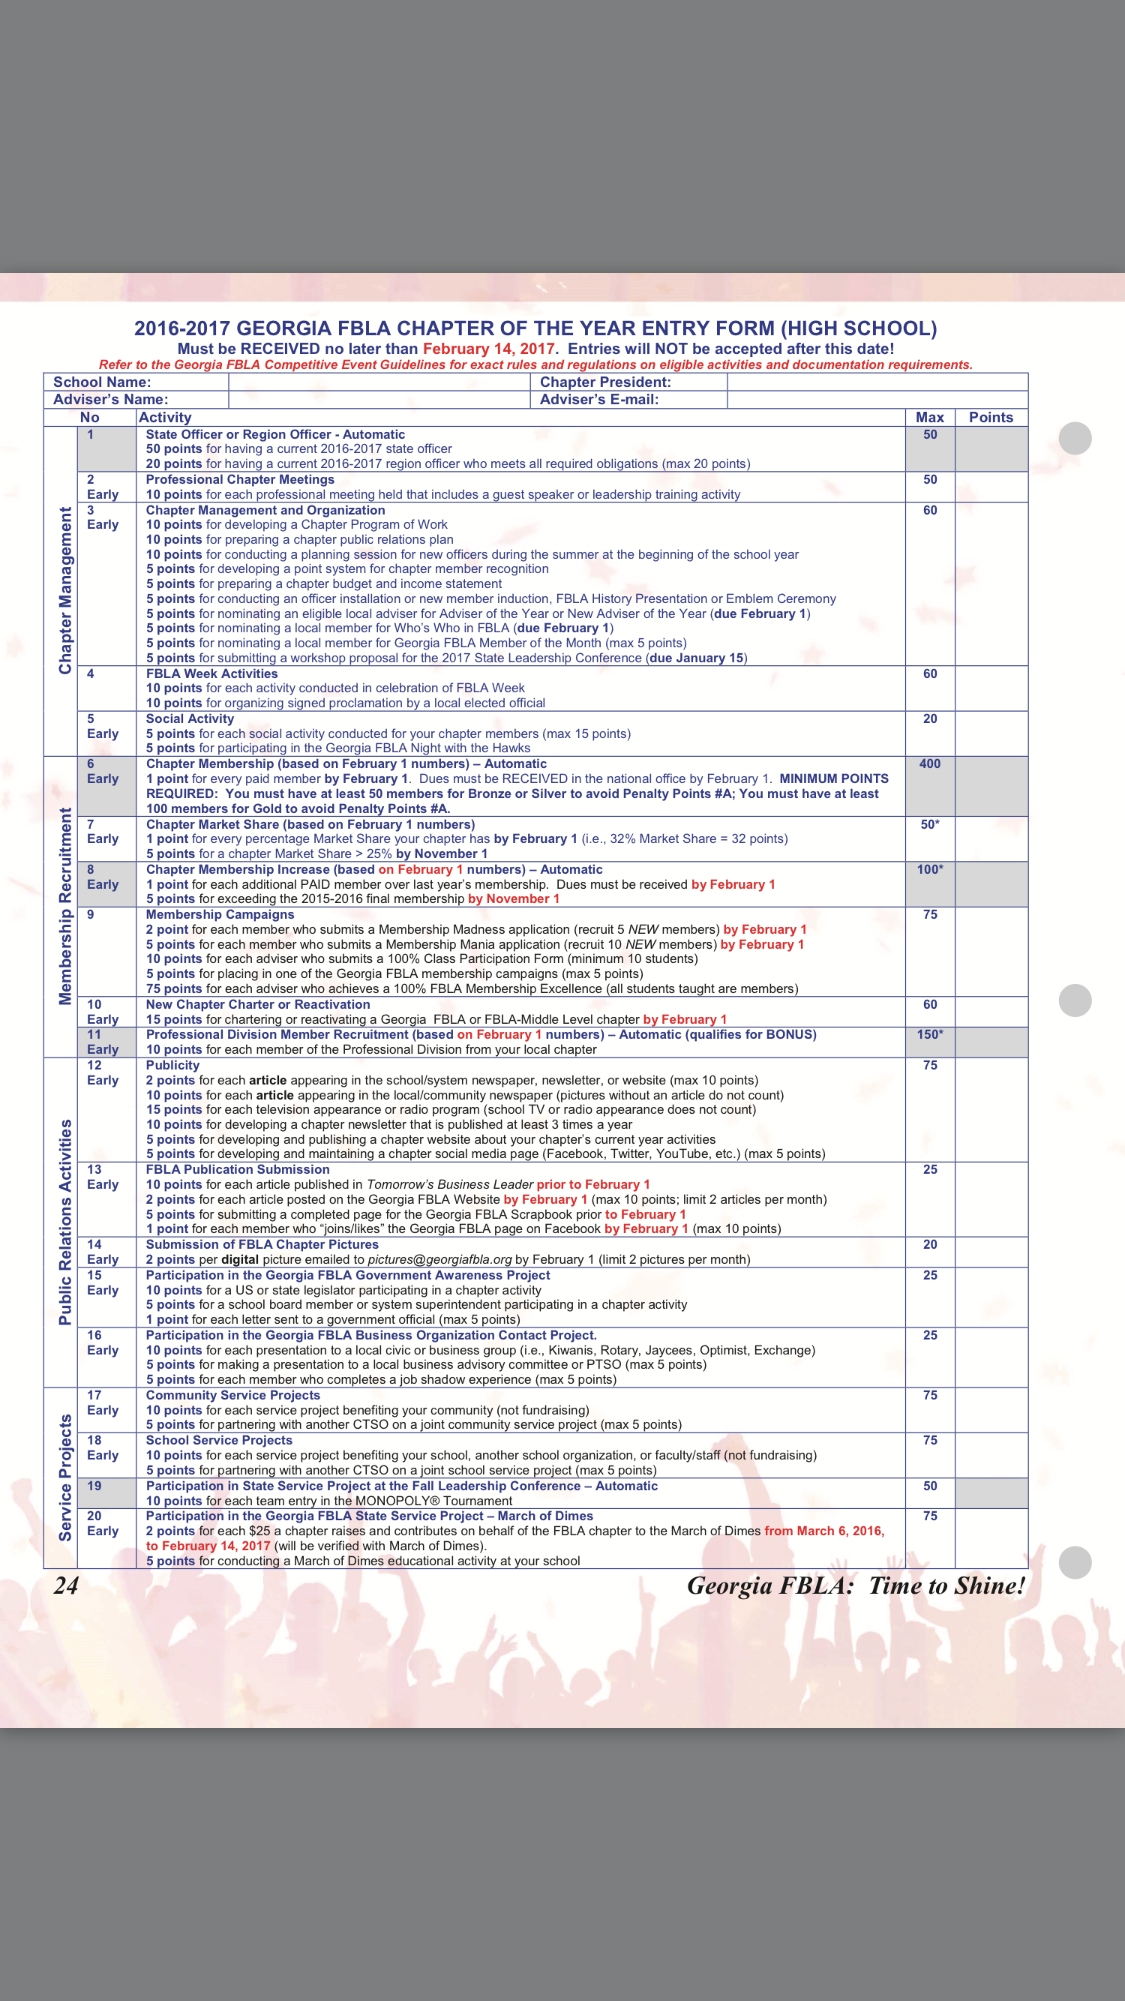 2016-2017 GEORGIA FBLA CHAPTER OF THE YEAR ENTRY FORM (HIGH SCHOOL)
Must be RECEIVED no later than February 14, 2017. Entries will NOT be accepted after this date!
Refer to the Georgia FBLA Competitive Event Guidelines for exact rules and regulations on eligible activities and documentation requirements.
School Name: Chapter President:
Adviser's Name: Adviser's E-mail:
No Activity Max Points
Chapter Management
1 State Officer or Region Officer - Automatic 50
50 points for having a current 2016-2017 state officer
20 points for having a current 2016-2017 region officer who meets all required obligations (max 20 points)
2 Professional Chapter Meetings 50
Early 10 points for each professional meeting held that includes a guest speaker or leadership training activity
3 Chapter Management and Organization 60
Early 10 points for developing a Chapter Program of Work
10 points for preparing a chapter public relations plan
10 points for conducting a planning session for new officers during the summer at the beginning of the school year
5 points for developing a point system for chapter member recognition
5 points for preparing a chapter budget and income statement
5 points for conducting an officer installation or new member induction, FBLA History Presentation or Emblem Ceremony
5 points for nominating an eligible local adviser for Adviser of the Year or New Adviser of the Year (due February 1)
5 points for nominating a local member for Who's Who in FBLA (due February 1)
5 points for nominating a local member for Georgia FBLA Member of the Month (max 5 points)
5 points for submitting a workshop proposal for the 2017 State Leadership Conference (due January 15)
4 FBLA Week Activities 60
10 points for each activity conducted in celebration of FBLA Week
10 points for organizing signed proclamation by a local elected official
5 Social Activity 20
Early 5 points for each social activity conducted for your chapter members (max 15 points)
5 points for participating in the Georgia FBLA Night with the Hawks
Membership Recruitment
6 Chapter Membership (based on February 1 numbers) – Automatic 400
Early 1 point for every paid member by February 1. Dues must be RECEIVED in the national office by February 1. MINIMUM POINTS
REQUIRED: You must have at least 50 members for Bronze or Silver to avoid Penalty Points #A; You must have at least
100 members for Gold to avoid Penalty Points #A.
7 Chapter Market Share (based on February 1 numbers) 50*
Early 1 point for every percentage Market Share your chapter has by February 1 (i.e., 32% Market Share = 32 points)
5 points for a chapter Market Share > 25% by November 1
8 Chapter Membership Increase (based on February 1 numbers) – Automatic 100*
Early 1 point for each additional PAID member over last year's membership. Dues must be received by February 1
5 points for exceeding the 2015-2016 final membership by November 1
9 Membership Campaigns 75
2 point for each member who submits a Membership Madness application (recruit 5 NEW members) by February 1
5 points for each member who submits a Membership Mania application (recruit 10 NEW members) by February 1
10 points for each adviser who submits a 100% Class Participation Form (minimum 10 students)
5 points for placing in one of the Georgia FBLA membership campaigns (max 5 points)
75 points for each adviser who achieves a 100% FBLA Membership Excellence (all students taught are members)
10 New Chapter Charter or Reactivation 60
Early 15 points for chartering or reactivating a Georgia FBLA or FBLA-Middle Level chapter by February 1
11 Professional Division Member Recruitment (based on February 1 numbers) – Automatic (qualifies for BONUS) 150*
Early 10 points for each member of the Professional Division from your local chapter
Public Relations Activities
12 Publicity 75
Early 2 points for each article appearing in the school/system newspaper, newsletter, or website (max 10 points)
10 points for each article appearing in the local/community newspaper (pictures without an article do not count)
15 points for each television appearance or radio program (school TV or radio appearance does not count)
10 points for developing a chapter newsletter that is published at least 3 times a year
5 points for developing and publishing a chapter website about your chapter's current year activities
5 points for developing and maintaining a chapter social media page (Facebook, Twitter, YouTube, etc.) (max 5 points)
13 FBLA Publication Submission 25
Early 10 points for each article published in Tomorrow's Business Leader prior to February 1
2 points for each article posted on the Georgia FBLA Website by February 1 (max 10 points; limit 2 articles per month)
5 points for submitting a completed page for the Georgia FBLA Scrapbook prior to February 1
1 point for each member who "joins/likes" the Georgia FBLA page on Facebook by February 1 (max 10 points)
14 Submission of FBLA Chapter Pictures 20
Early 2 points per digital picture emailed to pictures@georgiafbla.org by February 1 (limit 2 pictures per month)
15 Participation in the Georgia FBLA Government Awareness Project 25
Early 10 points for a US or state legislator participating in a chapter activity
5 points for a school board member or system superintendent participating in a chapter activity
1 point for each letter sent to a government official (max 5 points)
16 Participation in the Georgia FBLA Business Organization Contact Project. 25
Early 10 points for each presentation to a local civic or business group (i.e., Kiwanis, Rotary, Jaycees, Optimist, Exchange)
5 points for making a presentation to a local business advisory committee or PTSO (max 5 points)
5 points for each member who completes a job shadow experience (max 5 points)
Service Projects
17 Community Service Projects 75
Early 10 points for each service project benefiting your community (not fundraising)
5 points for partnering with another CTSO on a joint community service project (max 5 points)
18 School Service Projects 75
Early 10 points for each service project benefiting your school, another school organization, or faculty/staff (not fundraising)
5 points for partnering with another CTSO on a joint school service project (max 5 points)
19 Participation in State Service Project at the Fall Leadership Conference – Automatic 50
10 points for each team entry in the MONOPOLY® Tournament
20 Participation in the Georgia FBLA State Service Project – March of Dimes 75
Early 2 points for each $25 a chapter raises and contributes on behalf of the FBLA chapter to the March of Dimes from March 6, 2016,
to February 14, 2017 (will be verified with March of Dimes).
5 points for conducting a March of Dimes educational activity at your school
24 Georgia FBLA: Time to Shine!